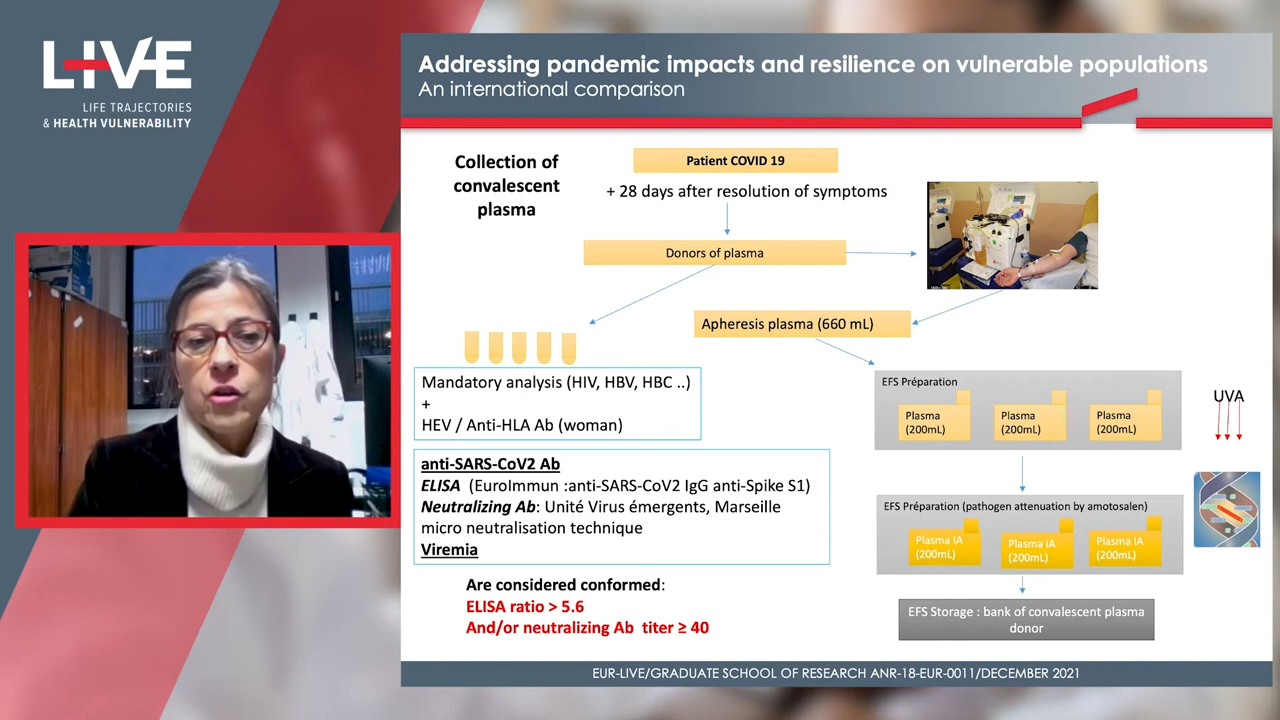 LIVE
LIFE TRAJECTORIES
& HEALTH VULNERABILITY
Addressing pandemic impacts and resilience on vulnerable populations
An international comparison
Collection of
convalescent
plasma
Patient COVID 19
+ 28 days after resolution of symptoms
Donors of plasma
Apheresis plasma (660 mL)
Mandatory analysis (HIV, HBV, HBC ..)
+
HEV / Anti-HLA Ab (woman)
anti-SARS-CoV2 Ab
ELISA (EuroImmun :anti-SARS-CoV2 IgG anti-Spike S1)
Neutralizing Ab: Unité Virus émergents, Marseille
micro neutralisation technique
Viremia
Are considered conformed:
ELISA ratio > 5.6
And/or neutralizing Ab titer ≥ 40
EFS Préparation
Plasma
(200mL)
Plasma
(200mL)
Plasma
(200mL)
UVA
EFS Préparation (pathogen attenuation by amotosalen)
Plasma IA
(200mL)
Plasma IA
(200mL)
Plasma IA
(200mL)
EFS Storage : bank of convalescent plasma
donor
EUR-LIVE/GRADUATE SCHOOL OF RESEARCH ANR-18-EUR-0011/DECEMBER 2021